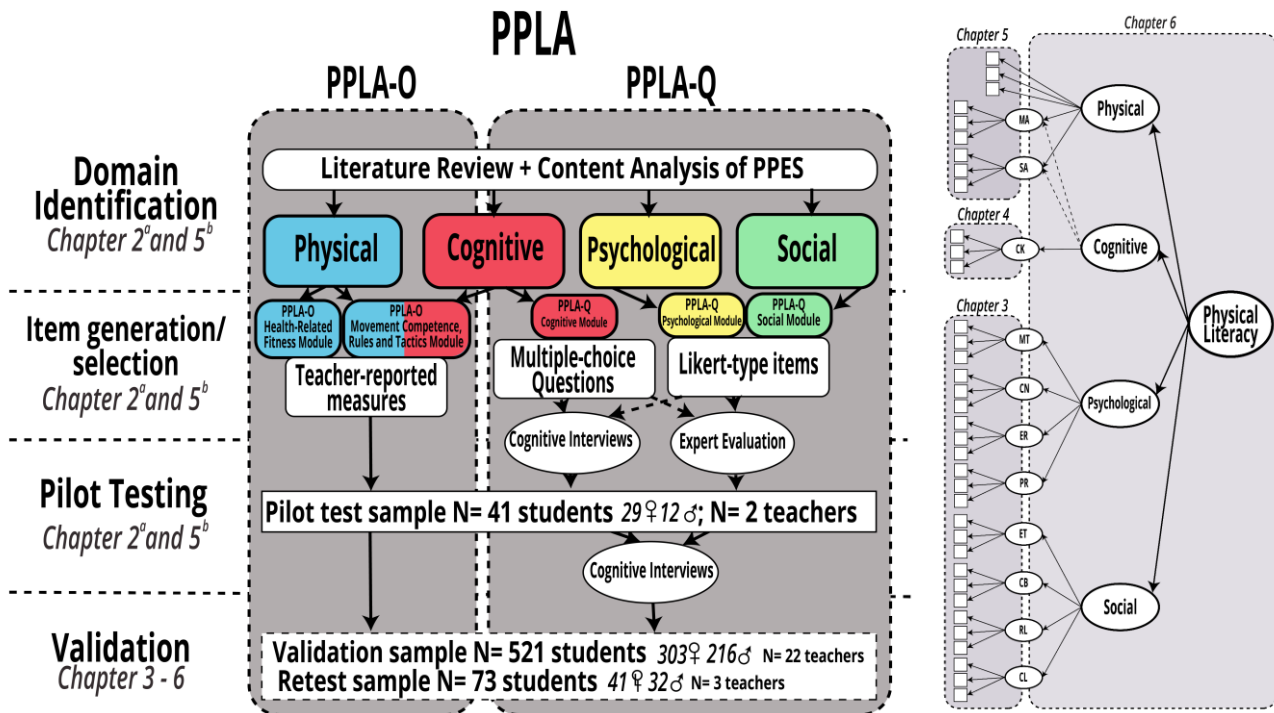 PPLA
PPLA-O
PPLA-Q
Domain
Identification
Chapter 2ᵃ and 5ᵇ
Literature Review + Content Analysis of PPES
Physical
Cognitive
Psychological
Social
Item generation/
selection
Chapter 2ᵃ and 5ᵇ
PPLA-O
Health-Related
Fitness Module
PPLA-O
Movement Competence,
Rules and Tactics Module
PPLA-Q
Cognitive Module
PPLA-Q
Psychological Module
PPLA-Q
Social Module
Teacher-reported
measures
Multiple-choice
Questions
Likert-type items
Cognitive Interviews
Expert Evaluation
Pilot Testing
Chapter 2ᵃ and 5ᵇ
Pilot test sample N= 41 students 29♀12♂; N= 2 teachers
Cognitive Interviews
Validation
Chapter 3 - 6
Validation sample N= 521 students 303♀ 216♂ N= 22 teachers
Retest sample N= 73 students 41♀ 32♂ N= 3 teachers
Chapter 5
Chapter 6
MA
SA
Physical
Chapter 4
CK
Cognitive
Chapter 3
MT
CN
ER
PR
Psychological
ET
CB
RL
CL
Social
Physical
Literacy